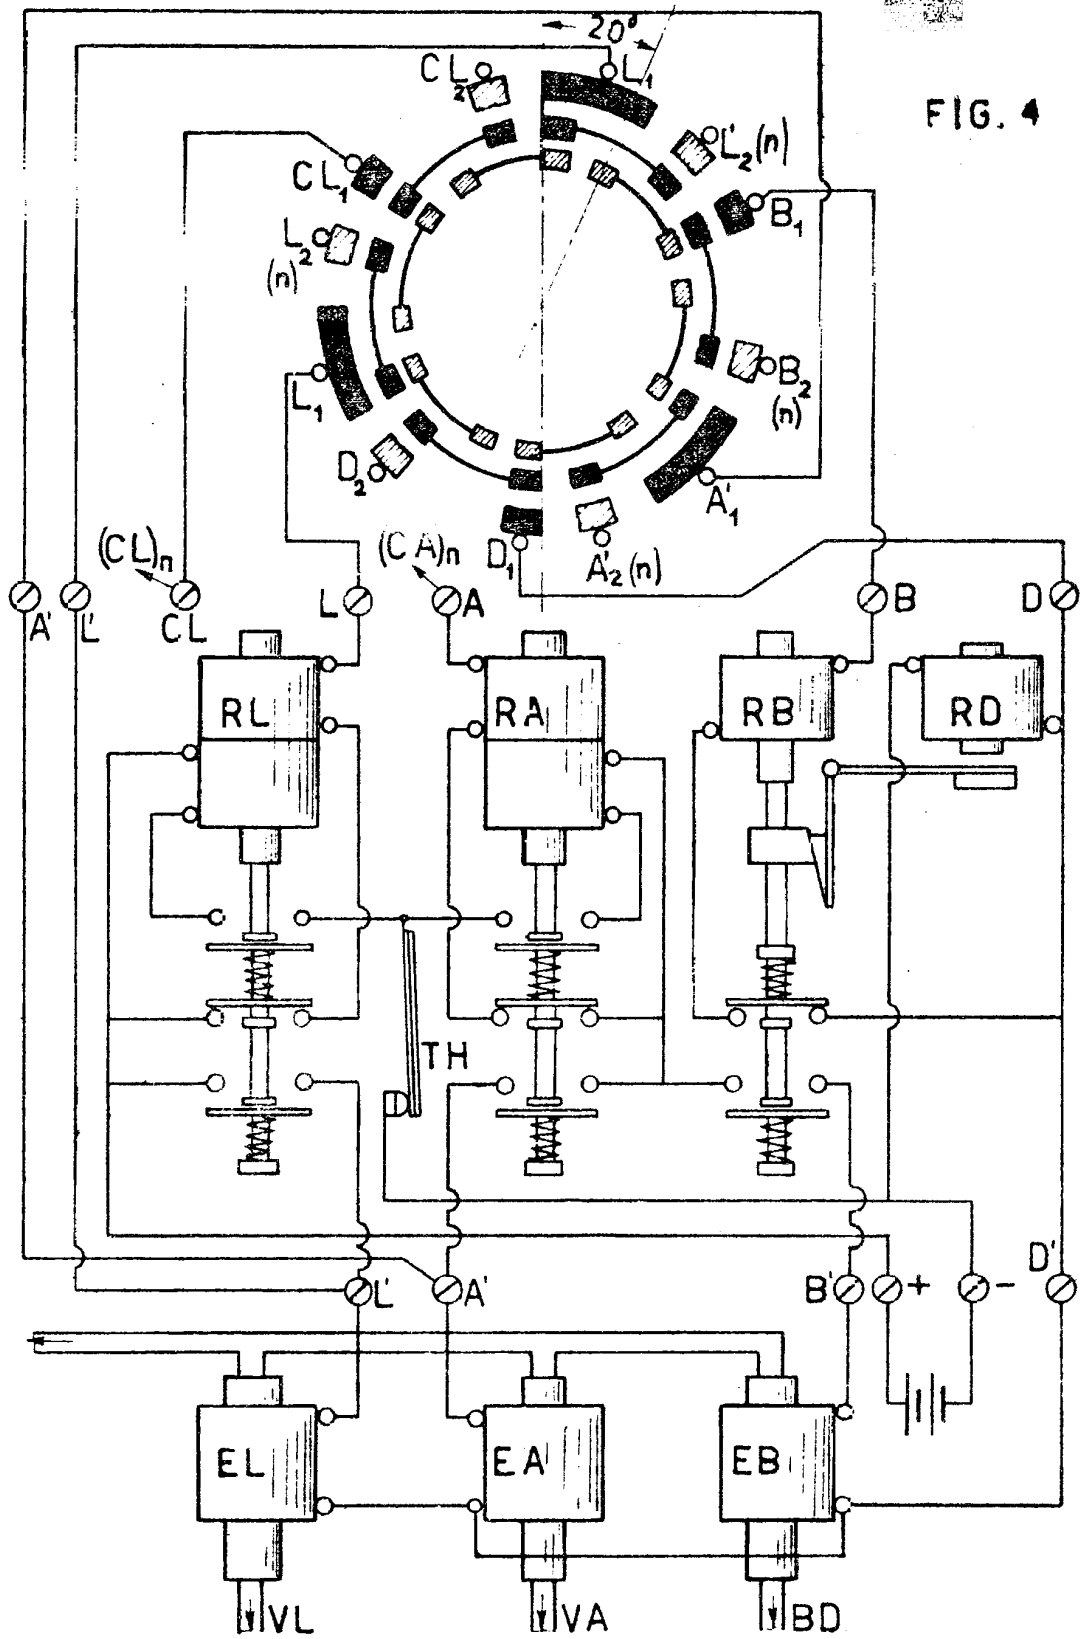 20°
CL₂
L₁
FIG. 4
L'₂(n)
CL₁
B₁
L₂
(n)
B₂
(n)
L₁
D₂
A'₁
D₁
A'₂(n)
(CL)n
(CA)n
A'
L'
CL
L
A
B
D
RL
RA
RB
RD
TH
D'
L'
A'
B'
+
-
EL
EA
EB
VL
VA
BD